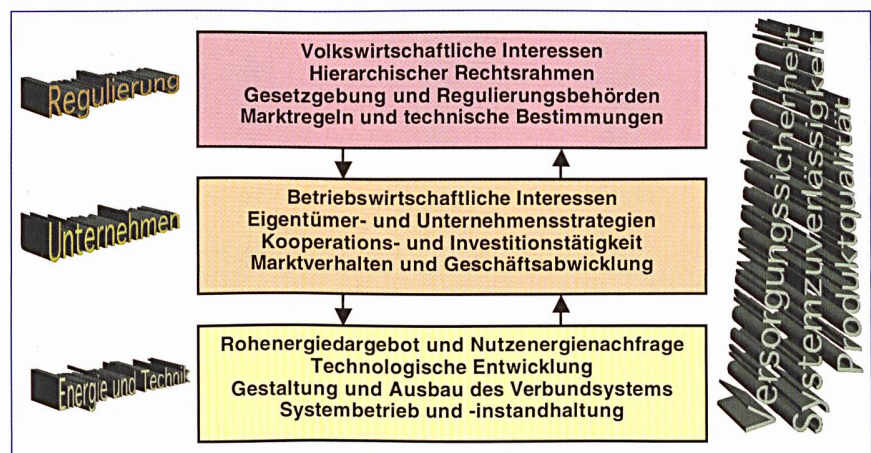 Regulierung
Volkswirtschaftliche Interessen
Hierarchischer Rechtsrahmen
Gesetzgebung und Regulierungsbehörden
Marktregeln und technische Bestimmungen
Unternehmen
Betriebswirtschaftliche Interessen
Eigentümer- und Unternehmensstrategien
Kooperations- und Investitionstätigkeit
Marktverhalten und Geschäftsabwicklung
Energie und Technik
Rohenergiedargebot und Nutzenergienachfrage
Technologische Entwicklung
Gestaltung und Ausbau des Verbundsystems
Systembetrieb und -instandhaltung
Versorgungssicherheit
Systemzuverlässigkeit
Produktqualität